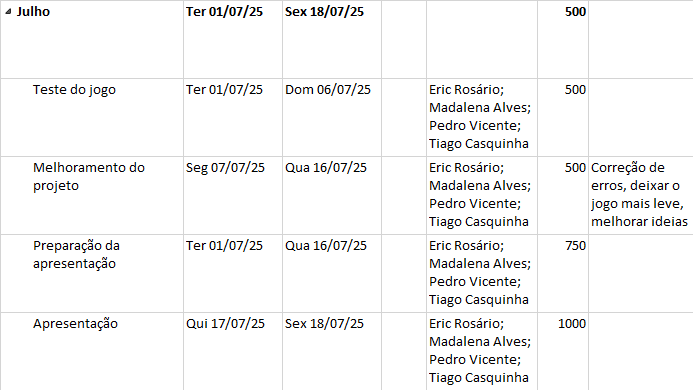 Julho Ter 01/07/25 Sex 18/07/25 500
Teste do jogo Ter 01/07/25 Dom 06/07/25 Eric Rosário; 500
Madalena Alves;
Pedro Vicente;
Tiago Casquinha
Melhoramento do Seg 07/07/25 Qua 16/07/25 Eric Rosário; 500 Correção de
projeto Madalena Alves; erros, deixar o
Pedro Vicente; jogo mais leve,
Tiago Casquinha melhorar ideias
Preparação da Ter 01/07/25 Qua 16/07/25 Eric Rosário; 750
apresentação Madalena Alves;
Pedro Vicente;
Tiago Casquinha
Apresentação Qui 17/07/25 Sex 18/07/25 Eric Rosário; 1000
Madalena Alves;
Pedro Vicente;
Tiago Casquinha